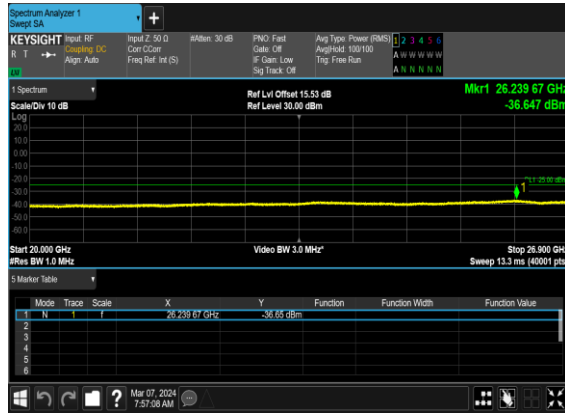 Spectrum Analyzer 1
Swept SA
+
KEYSIGHT Input: RF Input Z: 50 Ω #Atten: 30 dB PNO: Fast Avg Type: Power (RMS) 1 2 3 4 5 6
R T Coupling: DC Corr CCorr Gate: Off Avg|Hold: 100/100 A W W W W W
Align: Auto Freq Ref: Int (S) IF Gain: Low Trig: Free Run
Sig Track: Off A N N N N N
1 Spectrum
Scale/Div 10 dB
Ref Lvl Offset 15.53 dB
Ref Level 30.00 dBm
Mkr1 26.239 67 GHz
-36.647 dBm
Log
20.0
10.0
0.00
-10.0
-20.0
DL1 -25.00 dBm
1
-30.0
-40.0
-50.0
-60.0
Start 20.000 GHz Video BW 3.0 MHz* Stop 26.900 GHz
#Res BW 1.0 MHz Sweep 13.3 ms (40001 pts)
5 Marker Table
Mode Trace Scale X Y Function Function Width Function Value
1 N 1 f 26.239 67 GHz -36.65 dBm
2
3
4
5
6
Mar 07, 2024
7:57:08 AM
?